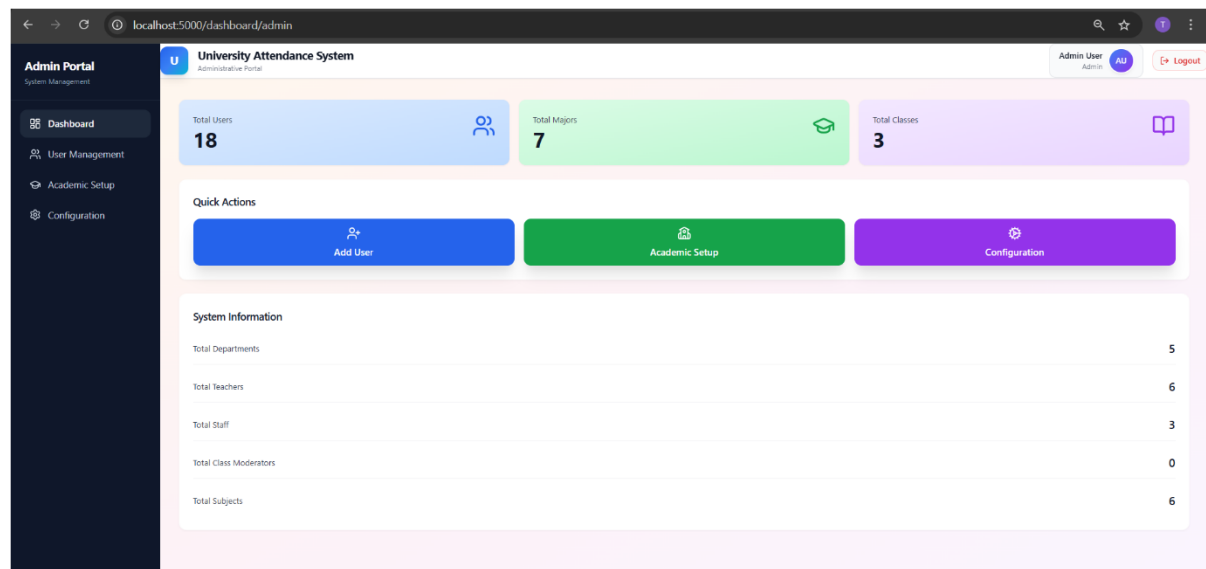 localhost:5000/dashboard/admin
T
Admin Portal
System Management
Dashboard
User Management
Academic Setup
Configuration
U
University Attendance System
Administrative Portal
Admin User
Admin
AU
Logout
Total Users
18
Total Majors
7
Total Classes
3
Quick Actions
Add User
Academic Setup
Configuration
System Information
Total Departments 5
Total Teachers 6
Total Staff 3
Total Class Moderators 0
Total Subjects 6